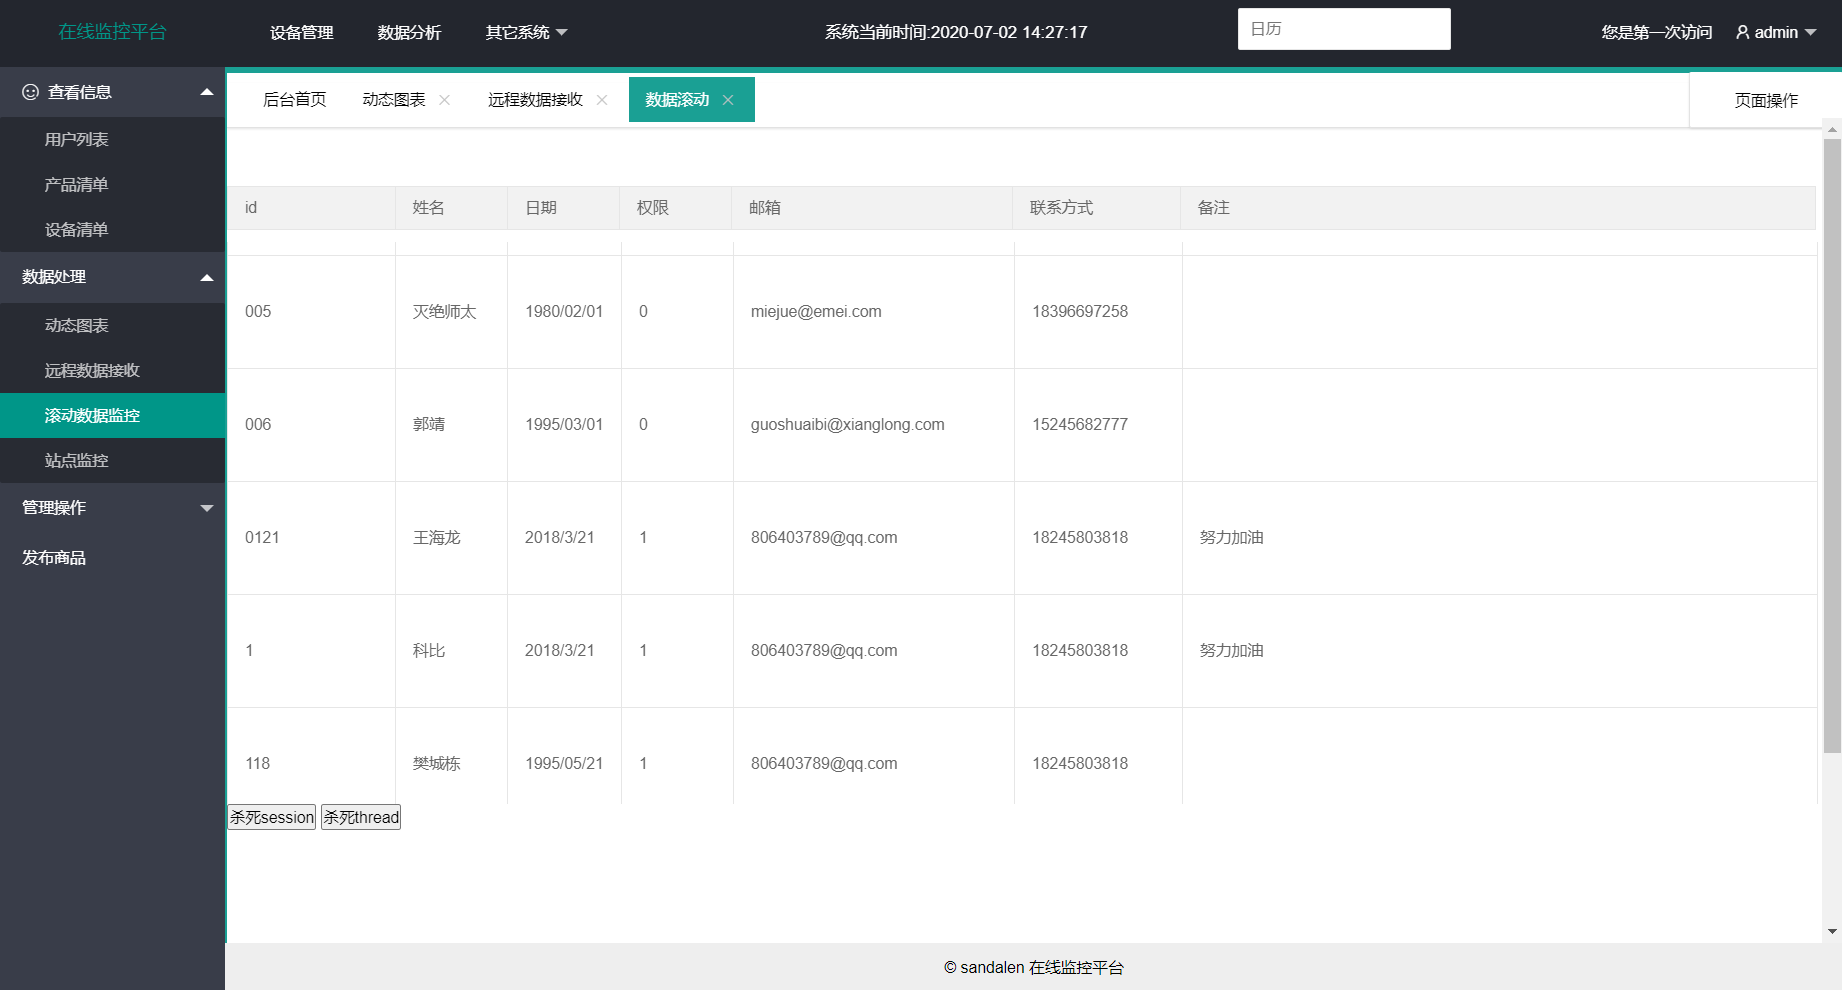 在线监控平台 设备管理 数据分析 其它系统 系统当前时间:2020-07-02 14:27:17 日历 您是第一次访问 admin
查看信息
用户列表
产品清单
设备清单
数据处理
动态图表
远程数据接收
滚动数据监控
站点监控
管理操作
发布商品
后台首页 动态图表 远程数据接收 数据滚动 页面操作
id 姓名 日期 权限 邮箱 联系方式 备注
005 灭绝师太 1980/02/01 0 miejue@emei.com 18396697258
006 郭靖 1995/03/01 0 guoshuaibi@xianglong.com 15245682777
0121 王海龙 2018/3/21 1 806403789@qq.com 18245803818 努力加油
1 科比 2018/3/21 1 806403789@qq.com 18245803818 努力加油
118 樊城栋 1995/05/21 1 806403789@qq.com 18245803818
杀死session 杀死thread
© sandalen 在线监控平台